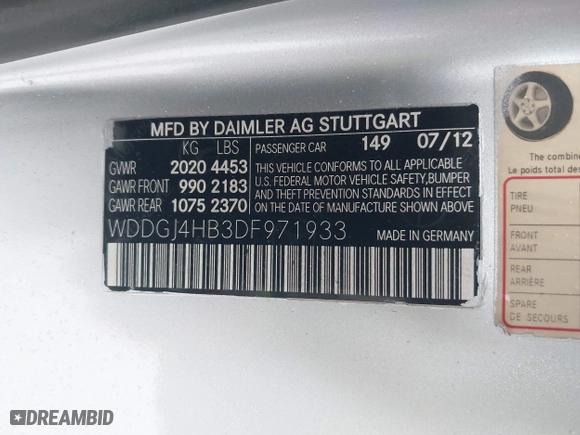 MFD BY DAIMLER AG STUTTGART
KG LBS
PASSENGER CAR 149 07/12
GVWR 2020 4453
GAWR FRONT 990 2183
GAWR REAR 1075 2370
THIS VEHICLE CONFORMS TO ALL APPLICABLE
U.S. FEDERAL MOTOR VEHICLE SAFETY,BUMPER
AND THEFT PREVENTION STANDARDS IN EFFECT
ON THE DATE OF MANUFACTURE SHOWN ABOVE.
WDDGJ4HB3DF971933
MADE IN GERMANY
The combine
Le poids total des
TIRE
PNEU
FRONT
AVANT
REAR
ARRIÈRE
SPARE
DE SECOURS
DREAMBID